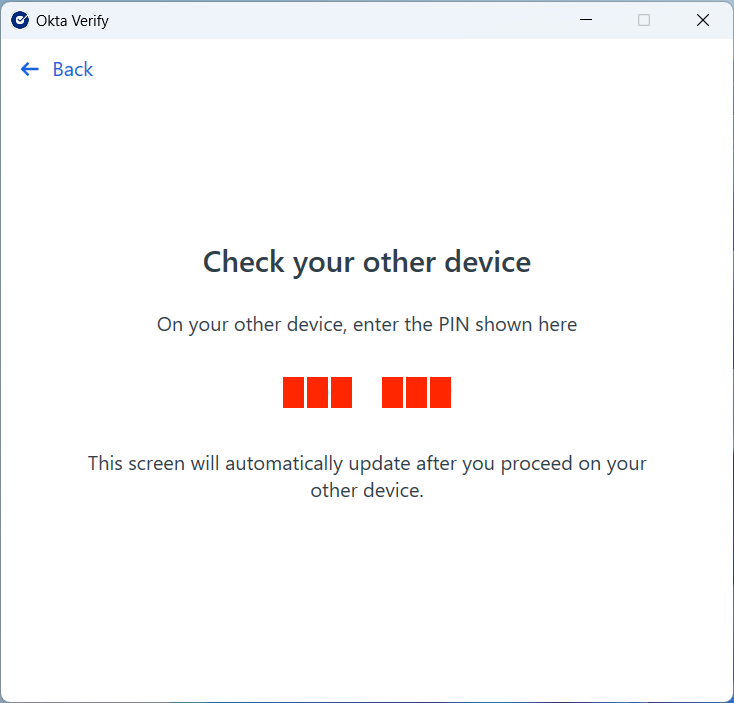 Okta Verify
Back
Check your other device
On your other device, enter the PIN shown here
This screen will automatically update after you proceed on your
other device.